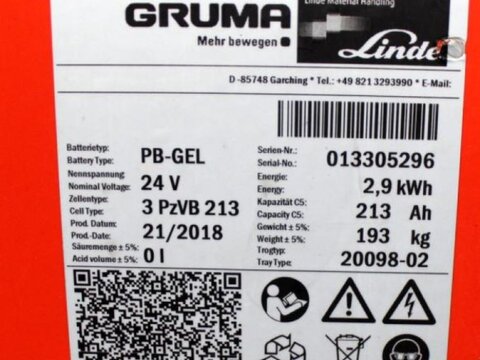 GRUMA
Mehr bewegen
Linde Material Handling
Linde
D -85748 Garching * Tel.: +49 821 3293990 * E-Mail:
Batterietyp:
Battery Type: PB-GEL
Nennspannung:
Nominal Voltage: 24 V
Zellentype:
Cell Type: 3 PzVB 213
Prod. Datum:
Prod.-Date: 21/2018
Säuremenge ± 5%:
Acid volume ± 5%: 0 l
Serien-Nr.:
Serial-No.: 013305296
Energie:
Energy: 2,9 kWh
Kapazität C5:
Capacity C5: 213 Ah
Gewicht ± 5%:
Weight ± 5%: 193 kg
Trogtyp:
Tray Type: 20098-02